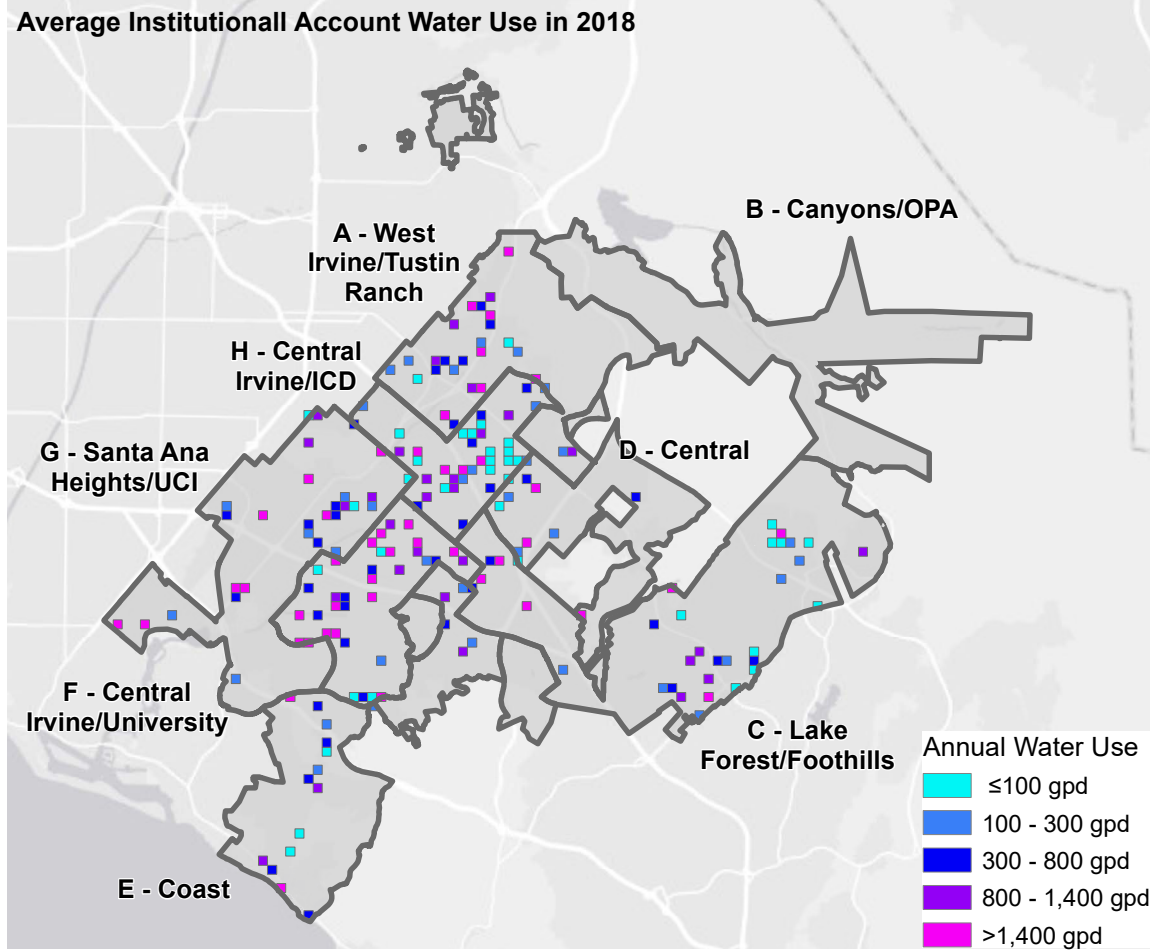 Average Institutionall Account Water Use in 2018
B - Canyons/OPA
A - West
Irvine/Tustin
Ranch
H - Central
Irvine/ICD
G - Santa Ana
Heights/UCI
D - Central
F - Central
Irvine/University
C - Lake
Forest/Foothills
E - Coast
Annual Water Use
≤100 gpd
100 - 300 gpd
300 - 800 gpd
800 - 1,400 gpd
>1,400 gpd